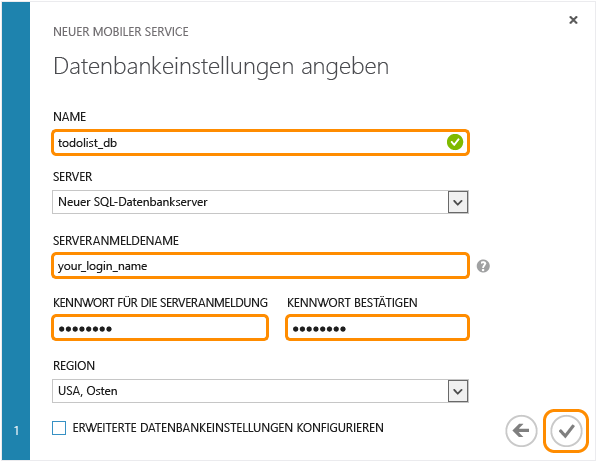 NEUER MOBILER SERVICE
Datenbankeinstellungen angeben
NAME
todolist_db
SERVER
Neuer SQL-Datenbankserver
SERVERANMELDENAME
your_login_name
?
KENNWORT FÜR DIE SERVERANMELDUNG KENNWORT BESTÄTIGEN
●●●●●●●● ●●●●●●●●
REGION
USA, Osten
1 ERWEITERTE DATENBANKEINSTELLUNGEN KONFIGURIEREN